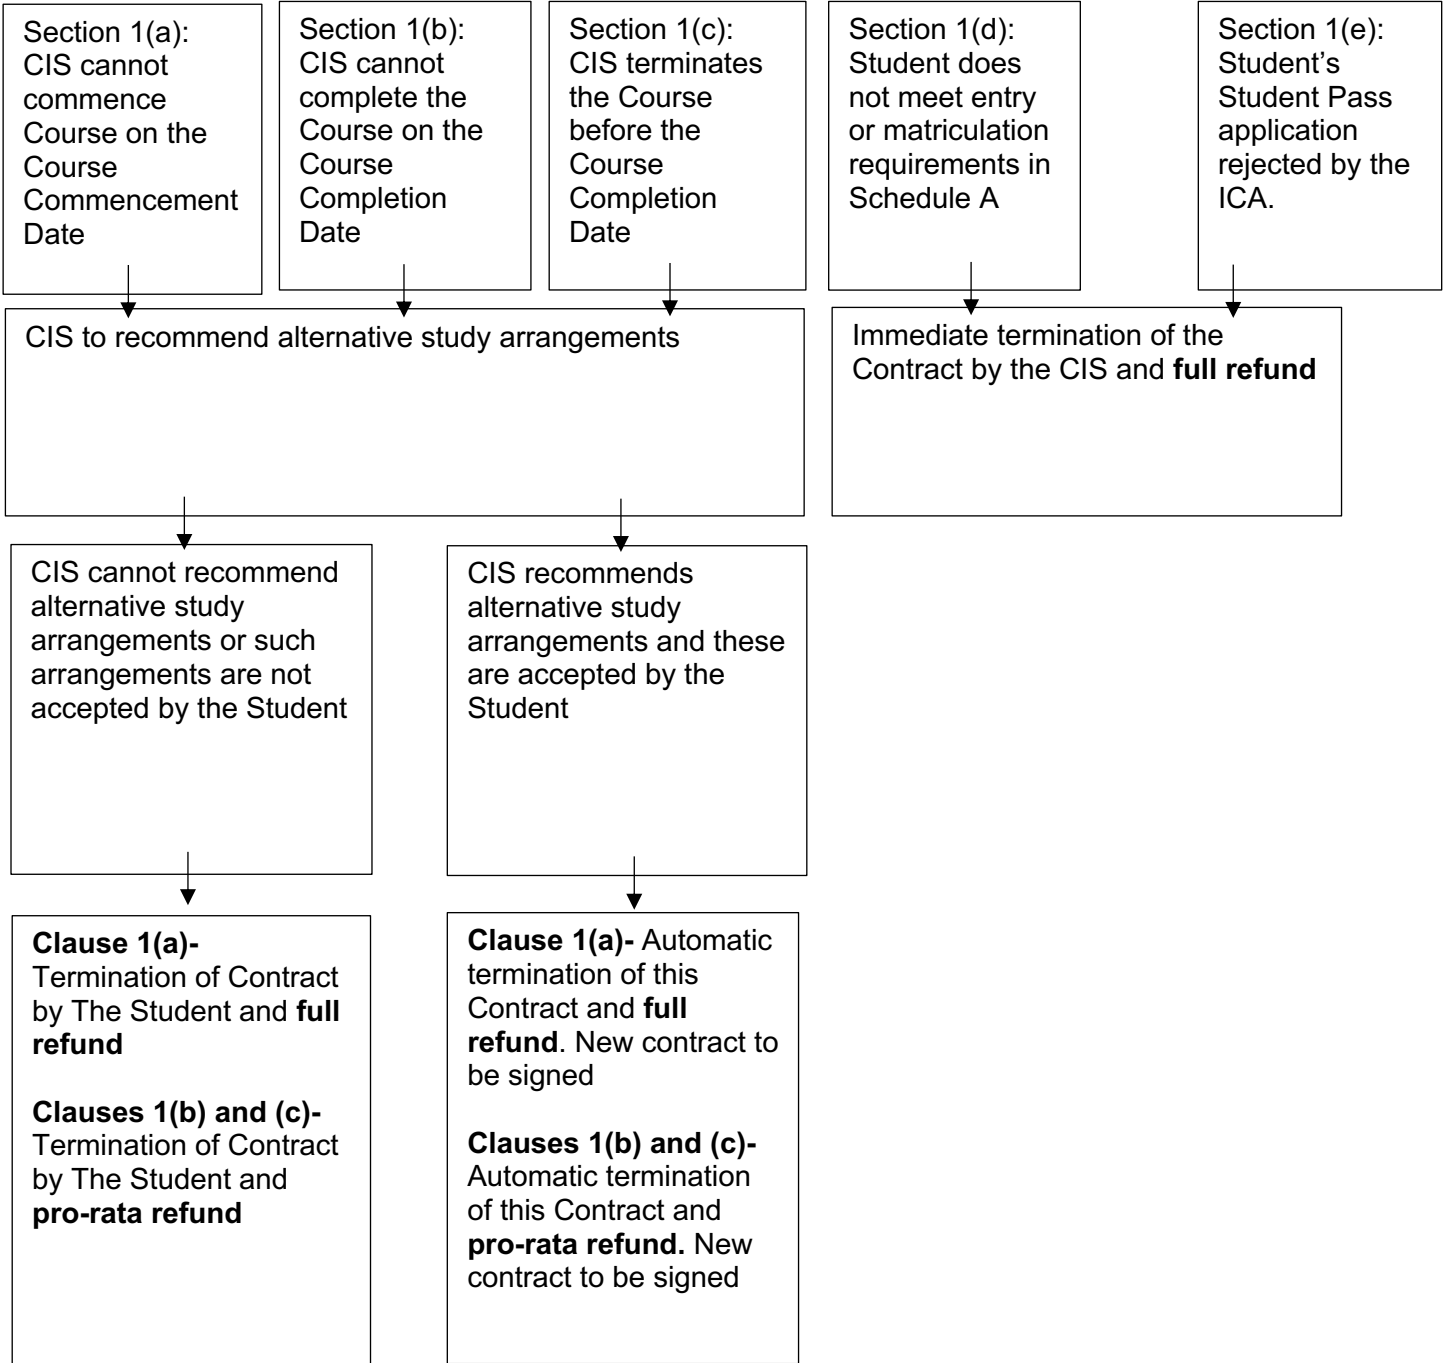 Section 1(a):
CIS cannot
commence
Course on the
Course
Commencement
Date
Section 1(b):
CIS cannot
complete the
Course on the
Course
Completion
Date
Section 1(c):
CIS terminates
the Course
before the
Course
Completion
Date
Section 1(d):
Student does
not meet entry
or matriculation
requirements in
Schedule A
Section 1(e):
Student’s
Student Pass
application
rejected by the
ICA.
CIS to recommend alternative study arrangements
Immediate termination of the
Contract by the CIS and full refund
CIS cannot recommend
alternative study
arrangements or such
arrangements are not
accepted by the Student
CIS recommends
alternative study
arrangements and these
are accepted by the
Student
Clause 1(a)-
Termination of Contract
by The Student and full
refund
Clauses 1(b) and (c)-
Termination of Contract
by The Student and
pro-rata refund
Clause 1(a)- Automatic
termination of this
Contract and full
refund. New contract to
be signed
Clauses 1(b) and (c)-
Automatic termination
of this Contract and
pro-rata refund. New
contract to be signed